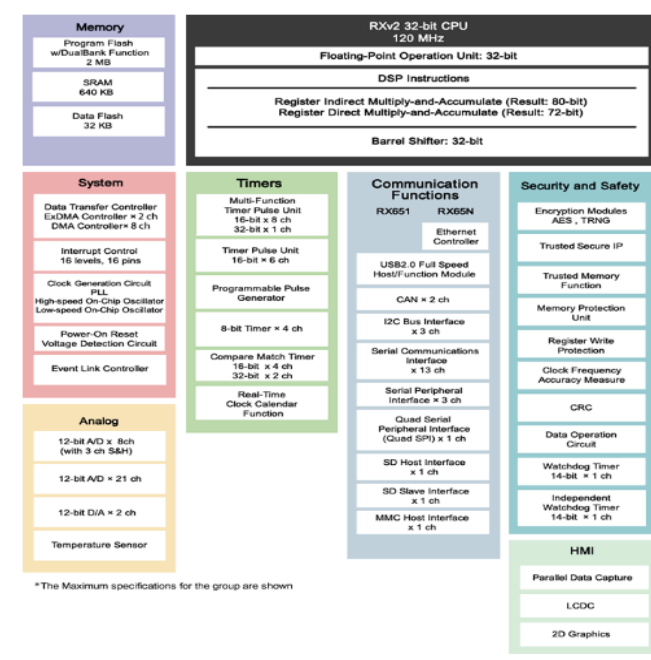 Memory
Program Flash
w/DualBank Function
2 MB
SRAM
640 KB
Data Flash
32 KB
RXv2 32-bit CPU
120 MHz
Floating-Point Operation Unit: 32-bit
DSP Instructions
Register Indirect Multiply-and-Accumulate (Result: 80-bit)
Register Direct Multiply-and-Accumulate (Result: 72-bit)
Barrel Shifter: 32-bit
System
Data Transfer Controller
ExDMA Controller × 2 ch
DMA Controller× 8 ch
Interrupt Control
16 levels, 16 pins
Clock Generation Circuit
PLL
High-speed On-Chip Oscillator
Low-speed On-Chip Oscillator
Power-On Reset
Voltage Detection Circuit
Event Link Controller
Analog
12-bit A/D x 8ch
(with 3 ch S&H)
12-bit A/D × 21 ch
12-bit D/A × 2 ch
Temperature Sensor
Timers
Multi-Function
Timer Pulse Unit
16-bit x 8 ch
32-bit x 1 ch
Timer Pulse Unit
16-bit × 6 ch
Programmable Pulse
Generator
8-bit Timer × 4 ch
Compare Match Timer
16-bit x 4 ch
32-bit x 2 ch
Real-Time
Clock Calendar
Function
Communication
Functions
RX651 RX65N
Ethernet
Controller
USB2.0 Full Speed
Host/Function Module
CAN × 2 ch
I2C Bus Interface
x 3 ch
Serial Communications
Interface
x 13 ch
Serial Peripheral
Interface × 3 ch
Quad Serial
Peripheral Interface
(Quad SPI) x 1 ch
SD Host Interface
x 1 ch
SD Slave Interface
x 1 ch
MMC Host Interface
x 1 ch
Security and Safety
Encryption Modules
AES , TRNG
Trusted Secure IP
Trusted Memory
Function
Memory Protection
Unit
Register Write
Protection
Clock Frequency
Accuracy Measure
CRC
Data Operation
Circuit
Watchdog Timer
14-bit × 1 ch
Independent
Watchdog Timer
14-bit × 1 ch
HMI
Parallel Data Capture
LCDC
2D Graphics
*The Maximum specifications for the group are shown